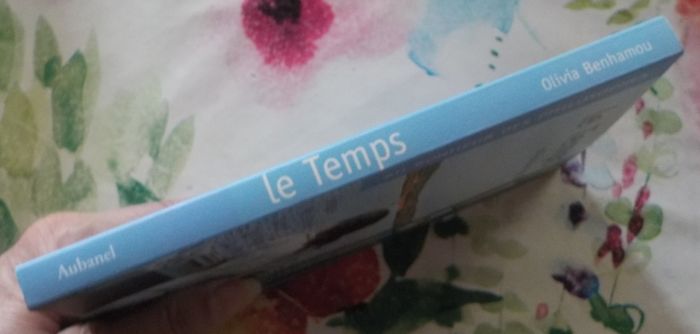 Aubanel
le Temps
Olivia Benhamou